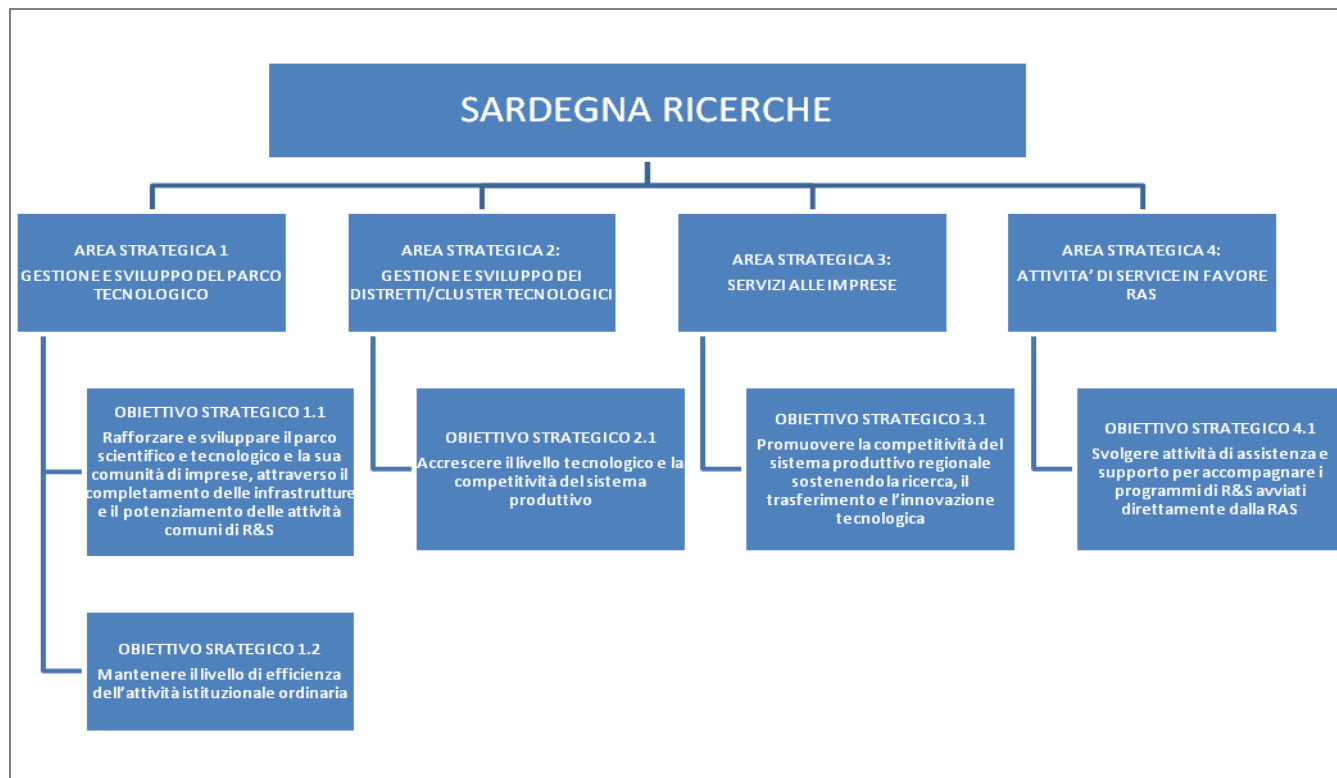 SARDEGNA RICERCHE
AREA STRATEGICA 1
GESTIONE E SVILUPPO DEL PARCO
TECNOLOGICO
AREA STRATEGICA 2:
GESTIONE E SVILUPPO DEI
DISTRETTI/CLUSTER TECNOLOGICI
AREA STRATEGICA 3:
SERVIZI ALLE IMPRESE
AREA STRATEGICA 4:
ATTIVITA’ DI SERVICE IN FAVORE
RAS
OBIETTIVO STRATEGICO 1.1
Rafforzare e sviluppare il parco
scientifico e tecnologico e la sua
comunità di imprese, attraverso il
completamento delle infrastrutture
e il potenziamento delle attività
comuni di R&S
OBIETTIVO STRATEGICO 2.1
Accrescere il livello tecnologico e la
competitività del sistema
produttivo
OBIETTIVO STRATEGICO 3.1
Promuovere la competitività del
sistema produttivo regionale
sostenendo la ricerca, il
trasferimento e l’innovazione
tecnologica
OBIETTIVO STRATEGICO 4.1
Svolgere attività di assistenza e
supporto per accompagnare i
programmi di R&S avviati
direttamente dalla RAS
OBIETTIVO SRATEGICO 1.2
Mantenere il livello di efficienza
dell’attività istituzionale ordinaria